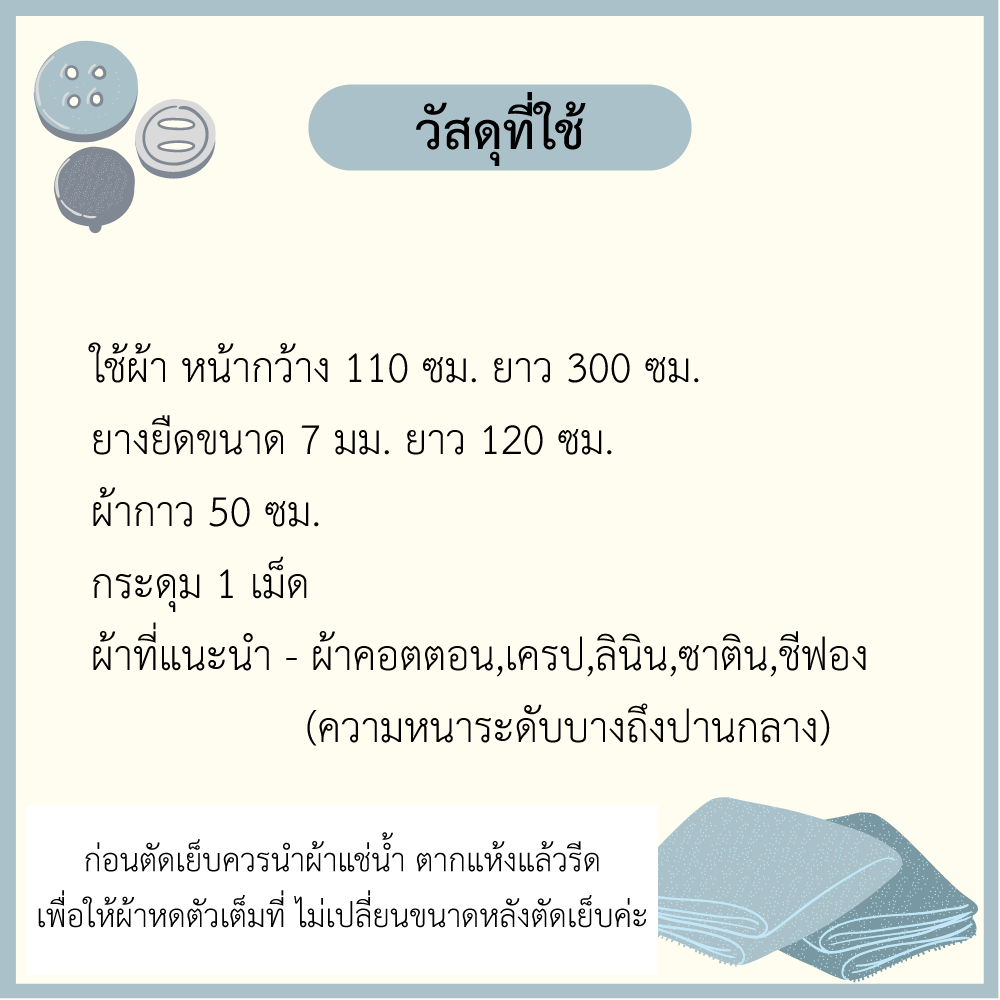 วัสดุที่ใช้
ใช้ผ้า หน้ากว้าง 110 ซม. ยาว 300 ซม.
ยางยืดขนาด 7 มม. ยาว 120 ซม.
ผ้ากาว 50 ซม.
กระดุม 1 เม็ด
ผ้าที่แนะนำ - ผ้าคอตตอน,เครป,ลินิน,ซาติน,ชีฟอง
(ความหนาระดับบางถึงปานกลาง)
ก่อนตัดเย็บควรนำผ้าแช่น้ำ ตากแห้งแล้วรีด
เพื่อให้ผ้าหดตัวเต็มที่ ไม่เปลี่ยนขนาดหลังตัดเย็บค่ะ